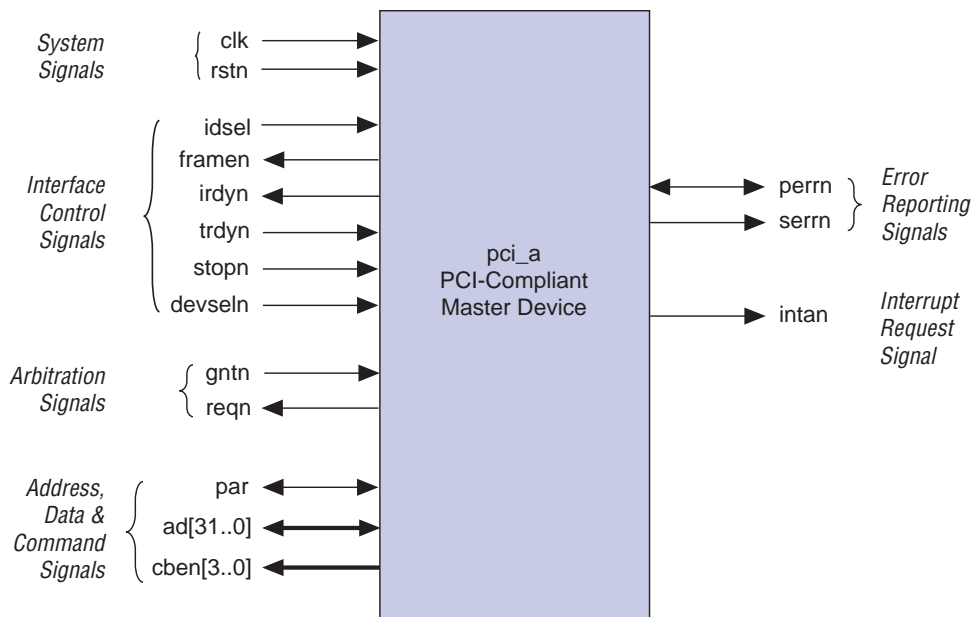 System
Signals
clk
rstn
Interface
Control
Signals
idsel
framen
irdyn
trdyn
stopn
devseln
Arbitration
Signals
gntn
reqn
Address,
Data &
Command
Signals
par
ad[31..0]
cben[3..0]
pci_a
PCI-Compliant
Master Device
perrn
serrn
Error
Reporting
Signals
intan
Interrupt
Request
Signal